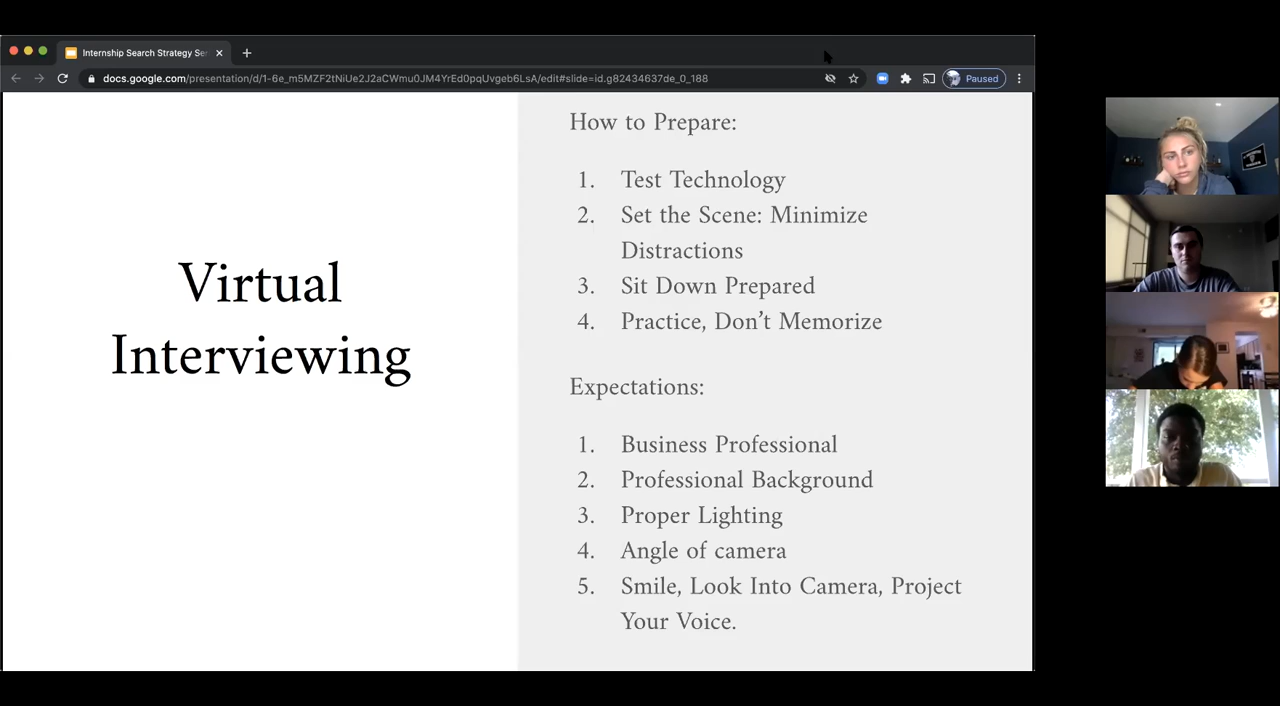 Internship Search Strategy Se
docs.google.com/presentation/d/1-6e_m5MZF2tNiUe2J2aCWmu0JM4YrEd0pqUvgeb6LsA/edit#slide=id.g82434637de_0_188
Paused
Virtual
Interviewing
How to Prepare:
1. Test Technology
2. Set the Scene: Minimize
Distractions
3. Sit Down Prepared
4. Practice, Don’t Memorize
Expectations:
1. Business Professional
2. Professional Background
3. Proper Lighting
4. Angle of camera
5. Smile, Look Into Camera, Project
Your Voice.